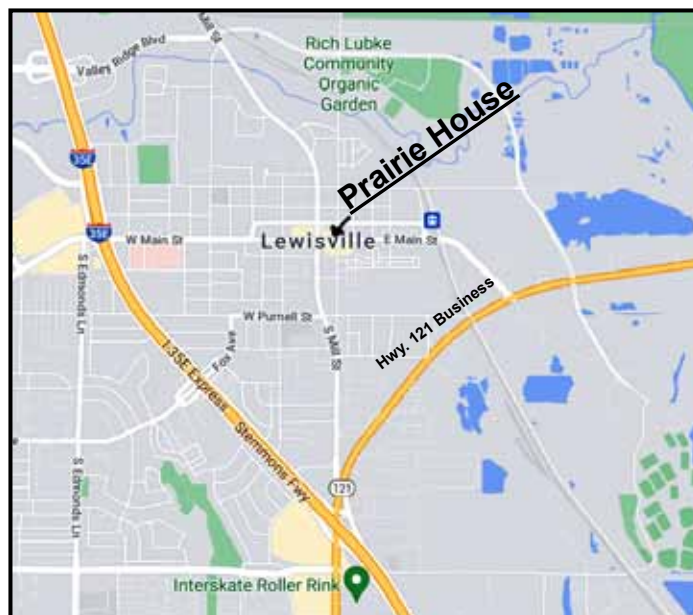 N Mill St
Valley Ridge Blvd
Rich Lubke
Community
Organic
Garden
Prairie House
35E
35E
W Main St
Lewisville
E Main St
S Edmonds Ln
W Purnell St
Hwy. 121 Business
Fox Ave
S Mill St
I-35E Express
Stemmons Fwy
S Edmonds Ln
121
Interskate Roller Rink